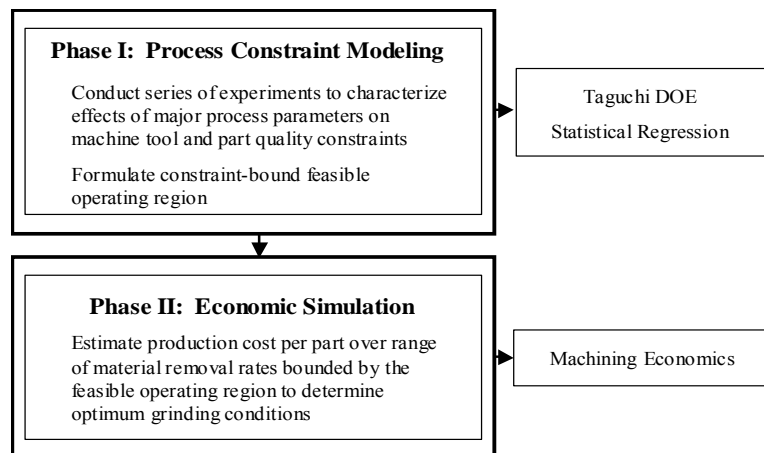 Phase I:  Process Constraint Modeling
Conduct series of experiments to characterize
effects of major process parameters on
machine tool and part quality constraints
Formulate constraint-bound feasible
operating region
Taguchi DOE
Statistical Regression
Phase II:  Economic Simulation
Estimate production cost per part over range
of material removal rates bounded by the
feasible operating region to determine
optimum grinding conditions
Machining Economics